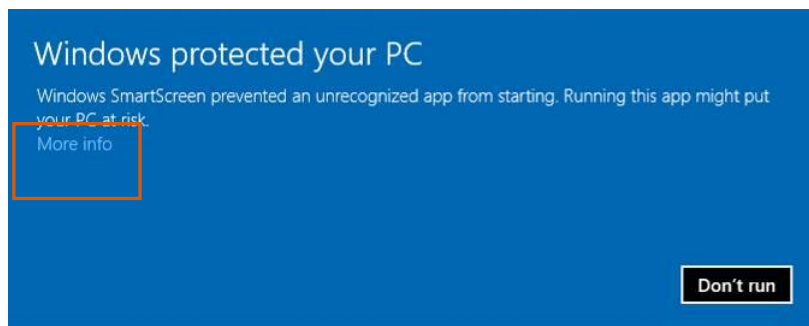 Windows protected your PC
Windows SmartScreen prevented an unrecognized app from starting. Running this app might put
your PC at risk.
More info
Don't run